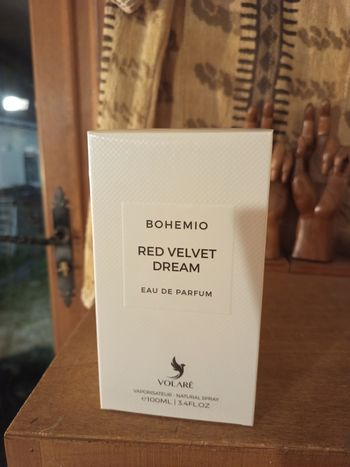 BOHEMIO
RED VELVET
DREAM
EAU DE PARFUM
VOLARÉ
VAPORISATEUR - NATURAL SPRAY
℮100ML | 3.4FL.OZ